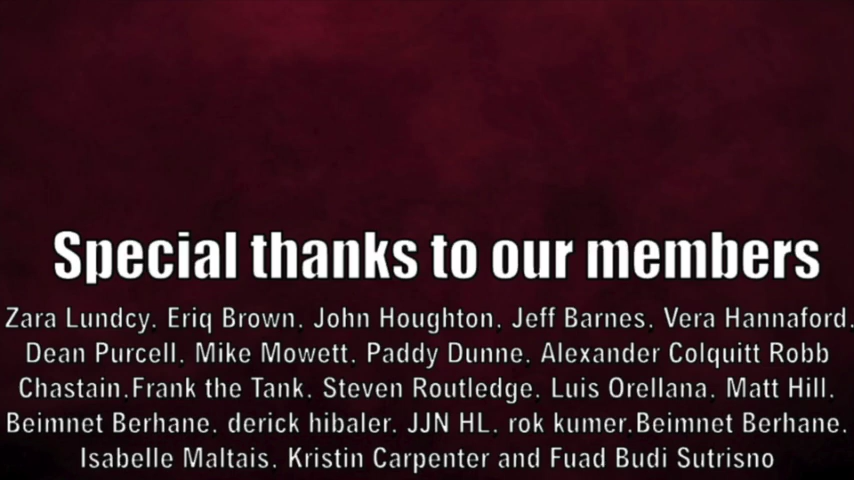 Special thanks to our members
Zara Lundcy, Eriq Brown, John Houghton, Jeff Barnes, Vera Hannaford,
Dean Purcell, Mike Mowett, Paddy Dunne, Alexander Colquitt Robb
Chastain,Frank the Tank, Steven Routledge, Luis Orellana, Matt Hill,
Beimnet Berhane, derick hibaler, JJN HL, rok kumer,Beimnet Berhane,
Isabelle Maltais, Kristin Carpenter and Fuad Budi Sutrisno